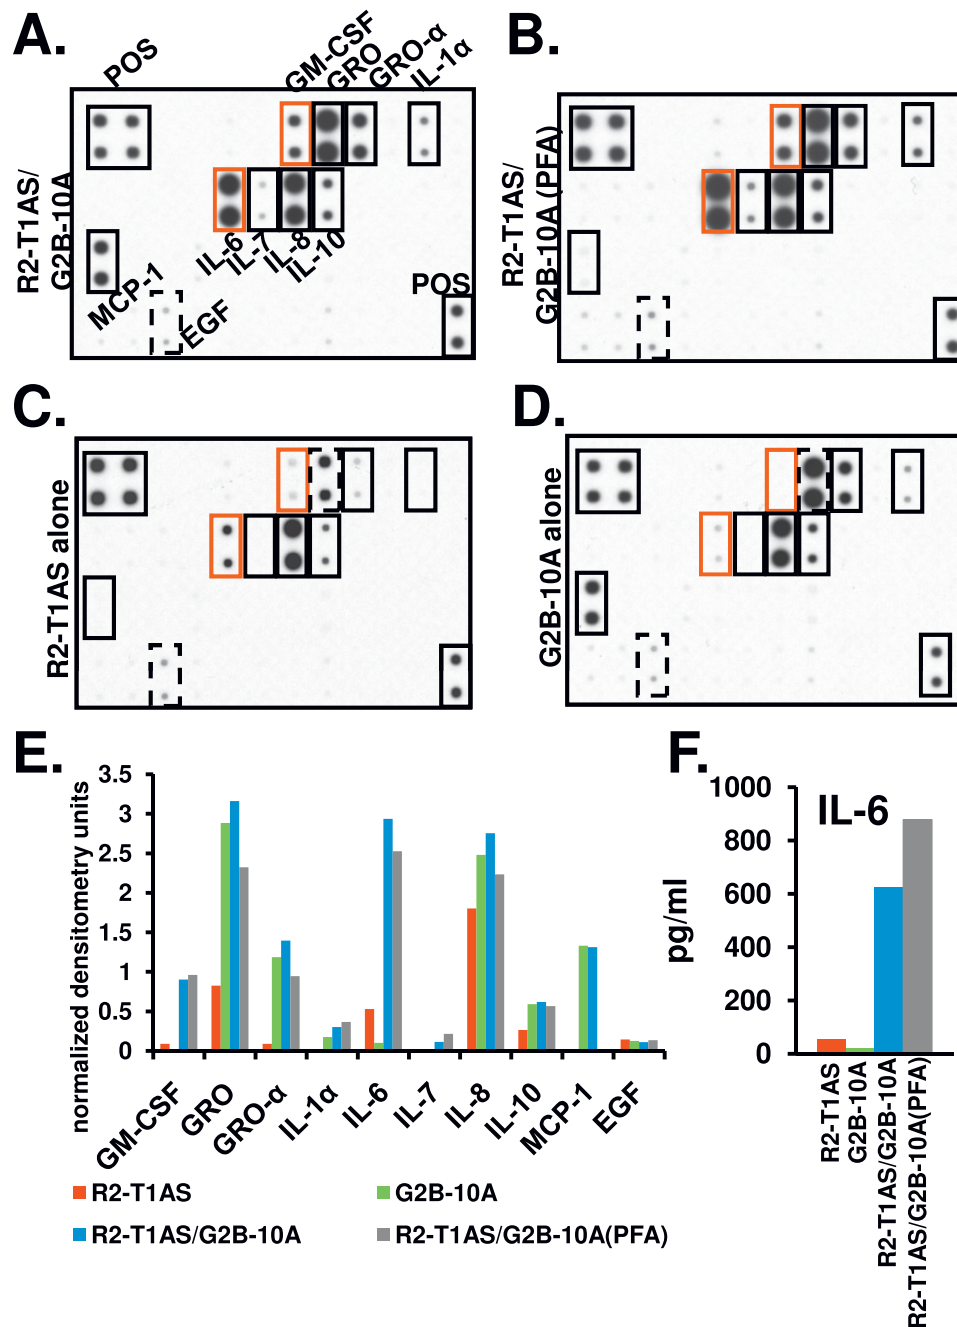 A.
POS
GM-CSF
GRO
GRO-α
IL-1α
R2-T1AS/
G2B-10A
IL-6
IL-7
IL-8
IL-10
MCP-1
EGF
POS
B.
R2-T1AS/
G2B-10A (PFA)
C.
R2-T1AS alone
D.
G2B-10A alone
E.
normalized densitometry units
3.5
3
2.5
2
1.5
1
0.5
0
GM-CSF
GRO
GRO-α
IL-1α
IL-6
IL-7
IL-8
IL-10
MCP-1
EGF
R2-T1AS
G2B-10A
R2-T1AS/G2B-10A
R2-T1AS/G2B-10A(PFA)
F.
IL-6
pg/ml
1000
800
600
400
200
0
R2-T1AS
G2B-10A
R2-T1AS/G2B-10A
R2-T1AS/G2B-10A(PFA)